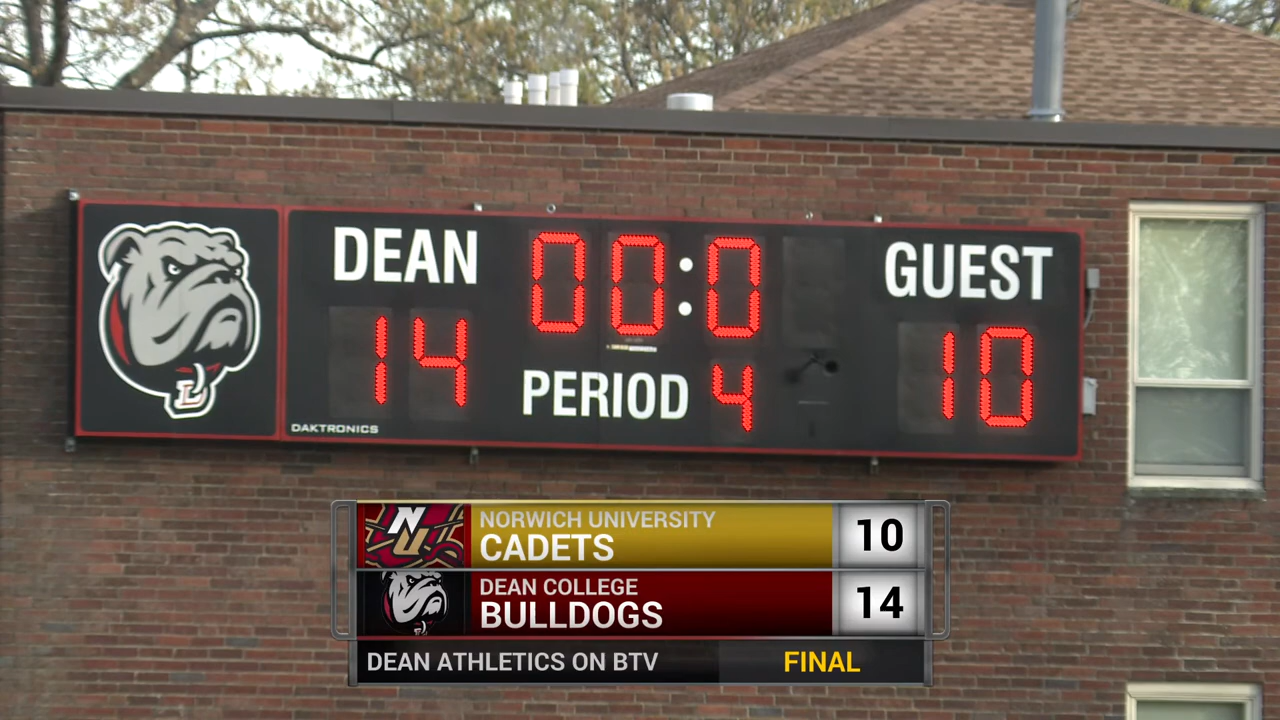 DEAN 00:0 GUEST
14 PERIOD 4 10
DAKTRONICS
NU
NORWICH UNIVERSITY
CADETS 10
DEAN COLLEGE
BULLDOGS 14
DEAN ATHLETICS ON BTV FINAL